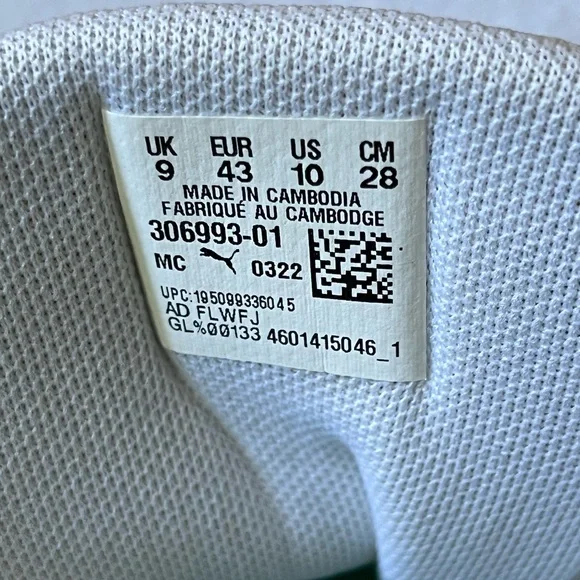 UK EUR US CM
9 43 10 28
MADE IN CAMBODIA
FABRIQUÉ AU CAMBODGE
306993-01
MC 0322
UPC:195099336045
AD FLWFJ
GL%00133 4601415046_1